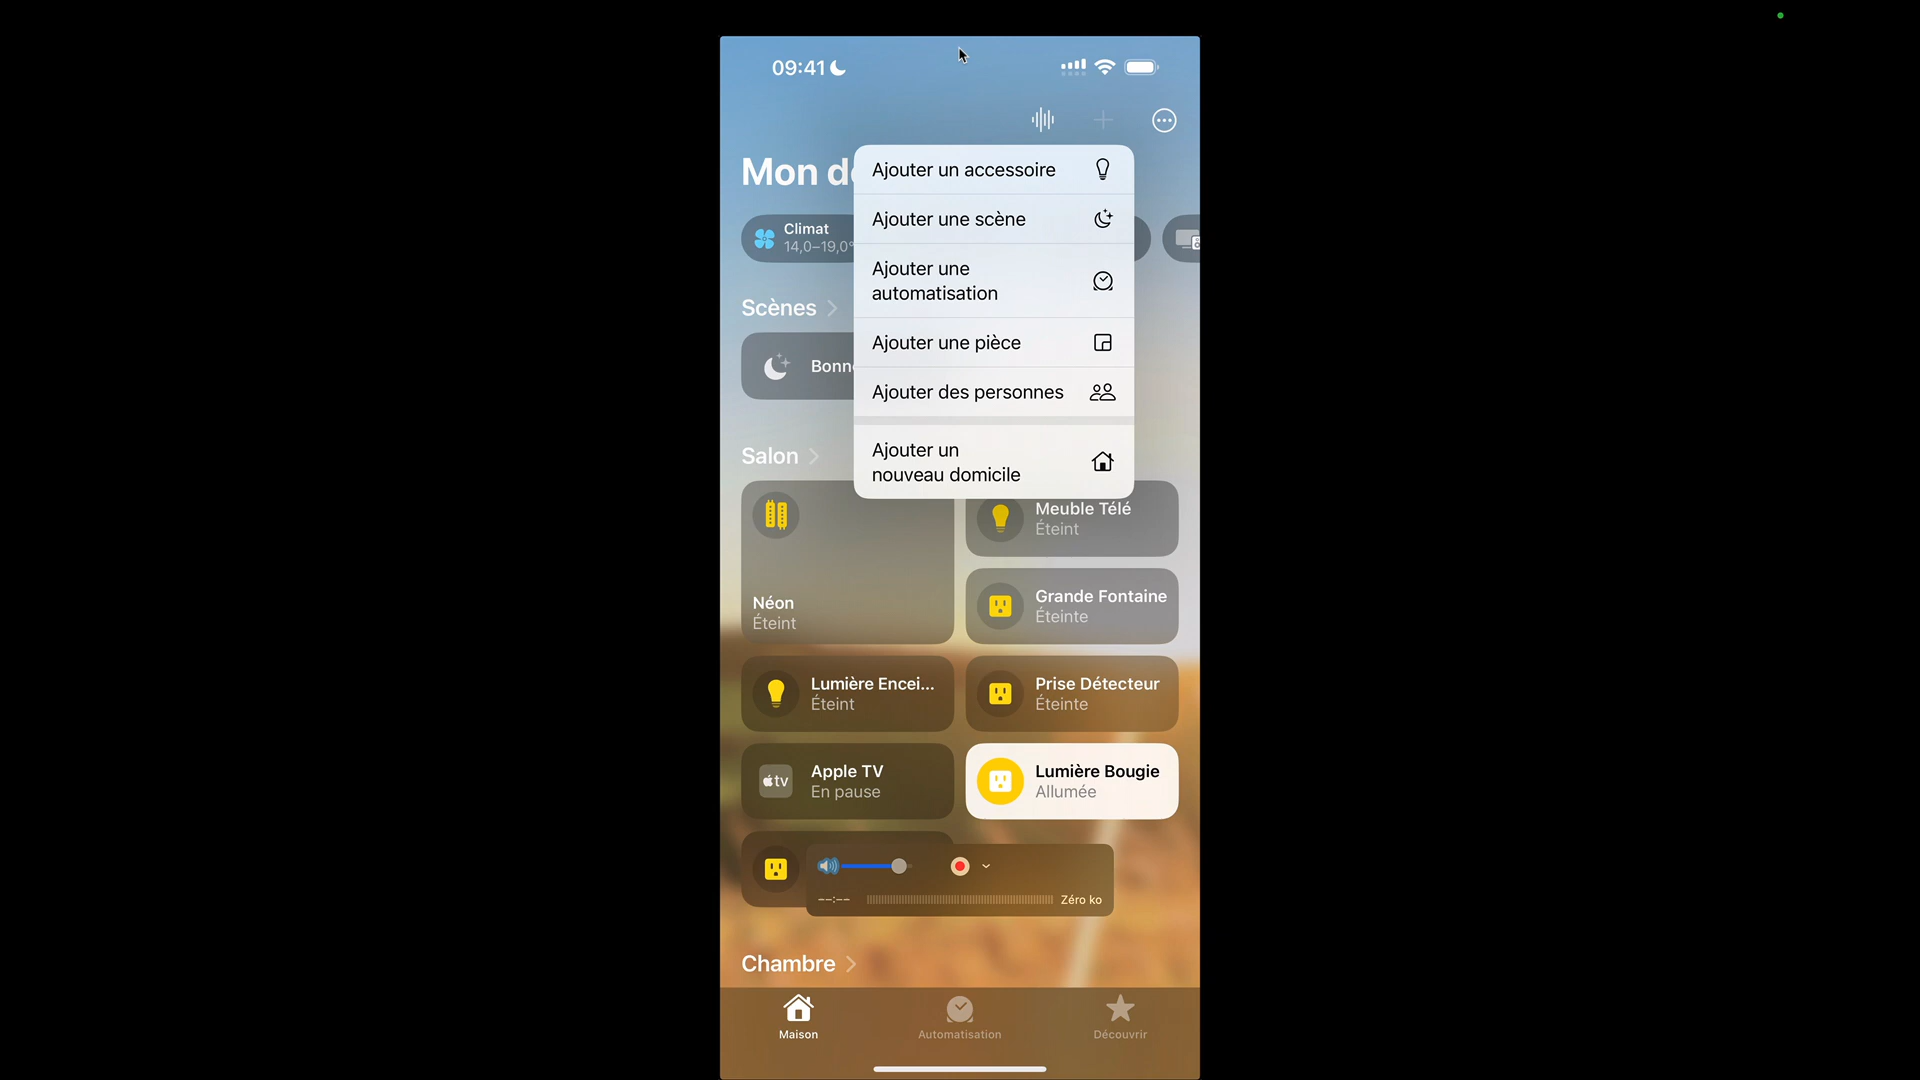 09:41
Mon d
Ajouter un accessoire
Ajouter une scène
Ajouter une
automatisation
Ajouter une pièce
Ajouter des personnes
Ajouter un
nouveau domicile
Climat
14,0–19,0°
Scènes
Bonn
Salon
Néon
Éteint
Meuble Télé
Éteint
Grande Fontaine
Éteinte
Lumière Encei...
Éteint
Prise Détecteur
Éteinte
tv
Apple TV
En pause
Lumière Bougie
Allumée
--:--
Zéro ko
Chambre
Maison
Automatisation
Découvrir